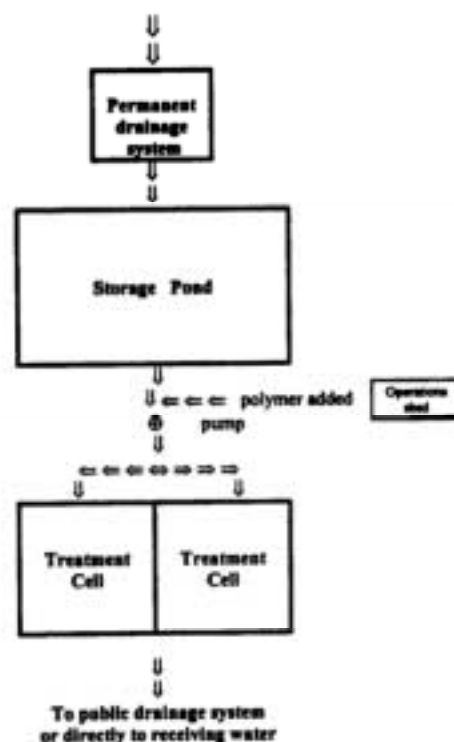 Permanent
drainage
system
Storage Pond
polymer added
Operations
shed
pump
Treatment
Cell
Treatment
Cell
To public drainage system
or directly to receiving water